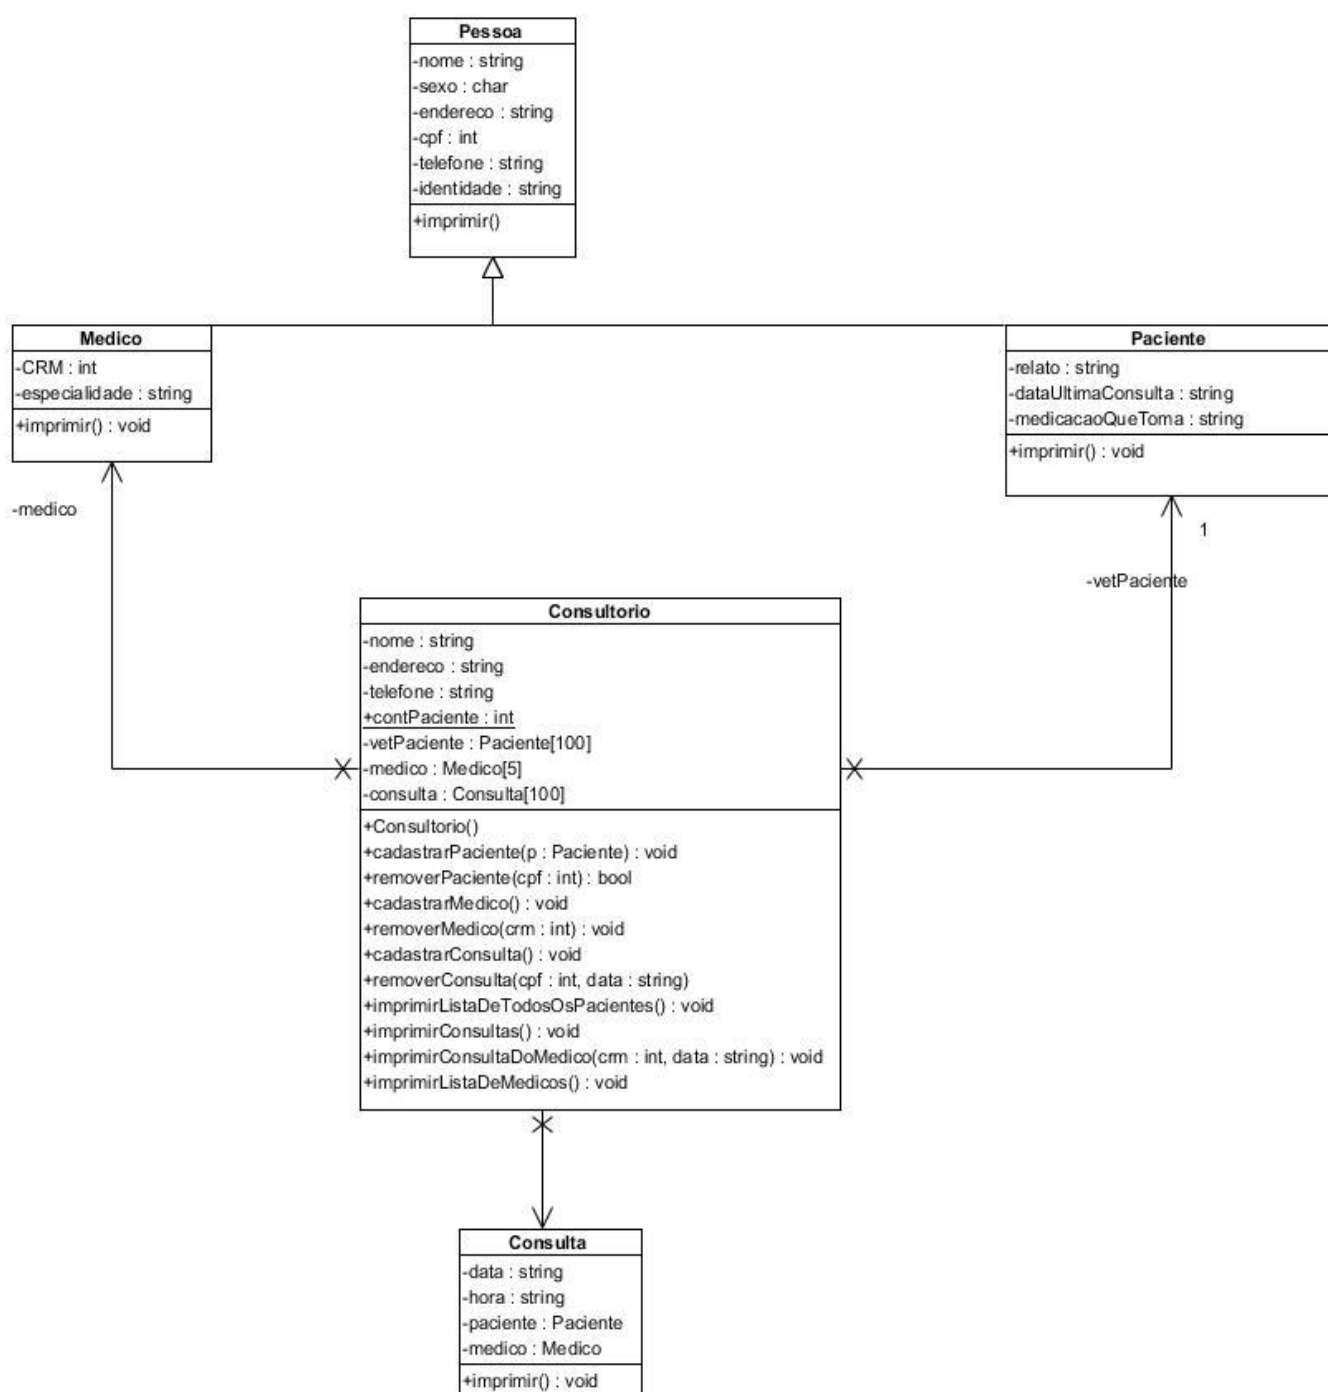 Pessoa
-nome : string
-sexo : char
-endereco : string
-cpf : int
-telefone : string
-identidade : string
+imprimir()
Medico
-CRM : int
-especialidade : string
+imprimir() : void
Paciente
-relato : string
-dataUltimaConsulta : string
-medicacaoQueToma : string
+imprimir() : void
-medico
1
-vetPaciente
Consultorio
-nome : string
-endereco : string
-telefone : string
+contPaciente : int
-vetPaciente : Paciente[100]
-medico : Medico[5]
-consulta : Consulta[100]
+Consultorio()
+cadastrarPaciente(p : Paciente) : void
+removerPaciente(cpf : int) : bool
+cadastrarMedico() : void
+removerMedico(crm : int) : void
+cadastrarConsulta() : void
+removerConsulta(cpf : int, data : string)
+imprimirListaDeTodosOsPacientes() : void
+imprimirConsultas() : void
+imprimirConsultaDoMedico(crm : int, data : string) : void
+imprimirListaDeMedicos() : void
Consulta
-data : string
-hora : string
-paciente : Paciente
-medico : Medico
+imprimir() : void